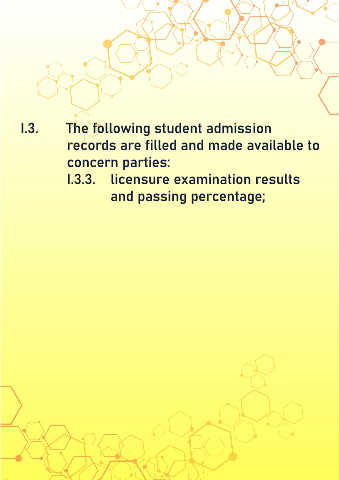 I.3. The following student admission
records are filled and made available to
concern parties:
I.3.3. licensure examination results
and passing percentage;